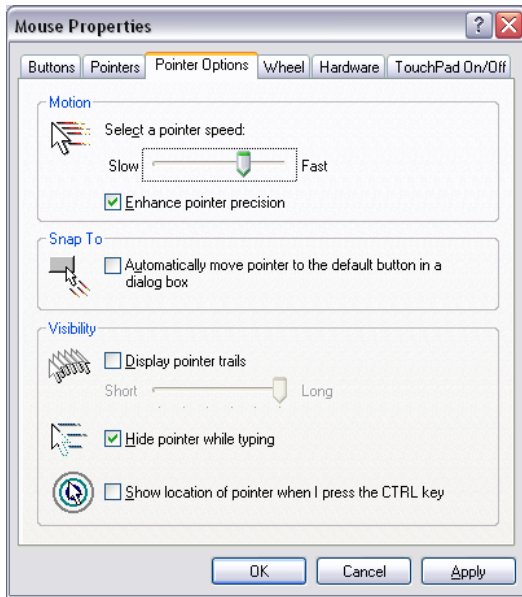 Mouse Properties
?
X
Buttons Pointers Pointer Options Wheel Hardware TouchPad On/Off
Motion
Select a pointer speed:
Slow Fast
Enhance pointer precision
Snap To
Automatically move pointer to the default button in a
dialog box
Visibility
Display pointer trails
Short Long
Hide pointer while typing
Show location of pointer when I press the CTRL key
OK Cancel Apply